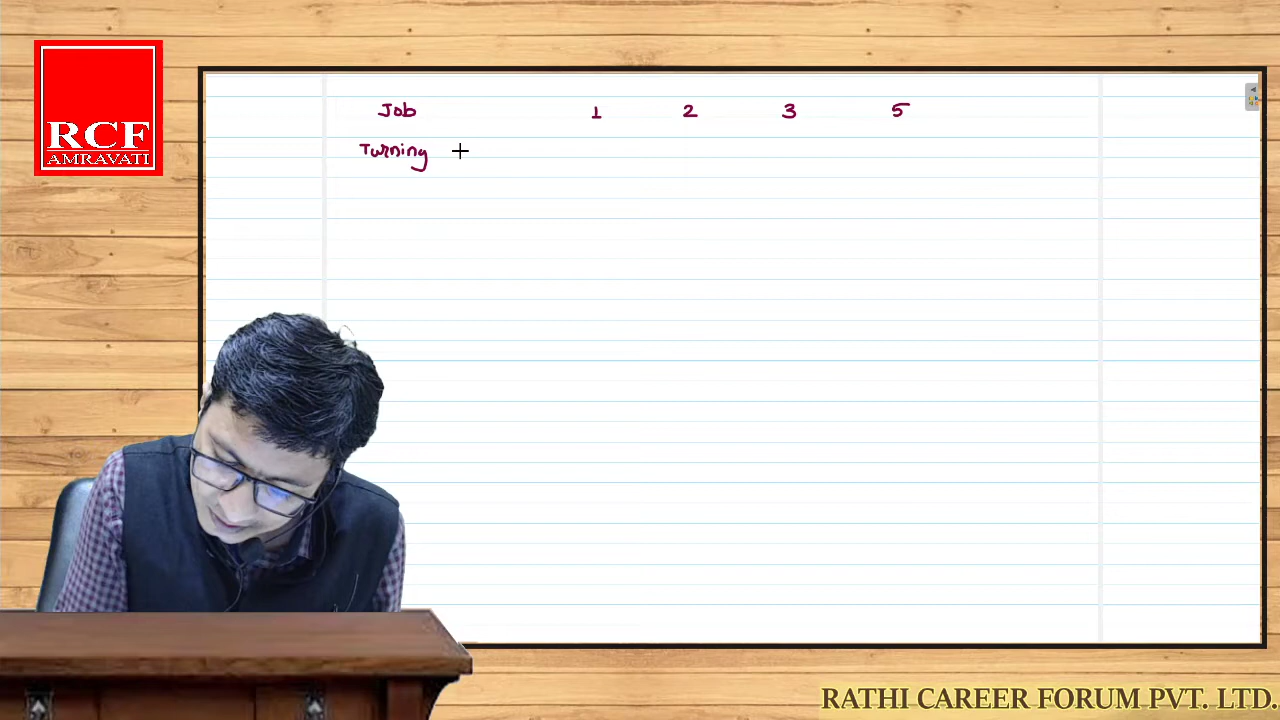 RCF
AMRAVATI
Job 1 2 3 5
Turning
RATHI CAREER FORUM PVT. LTD.